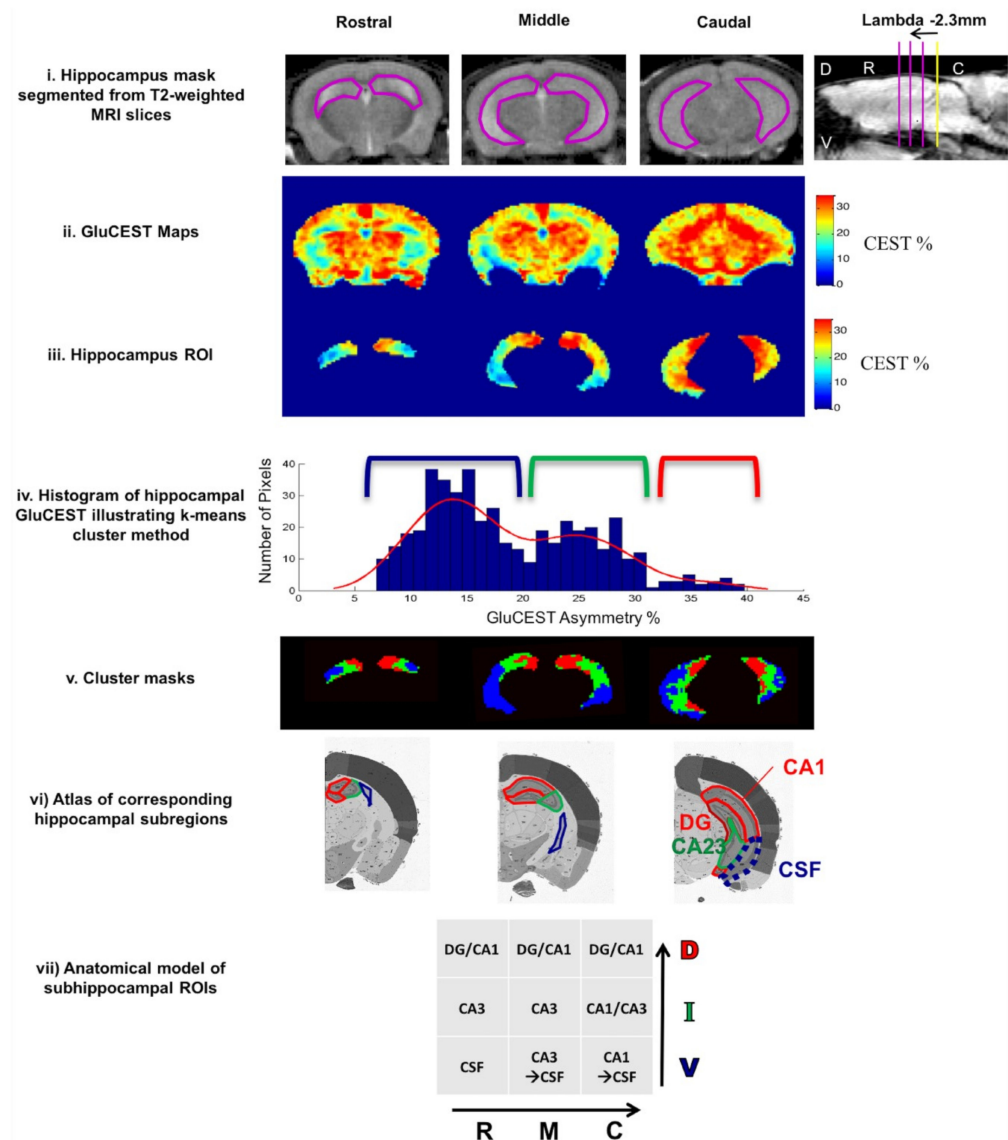 Rostral
Middle
Caudal
Lambda -2.3mm
i. Hippocampus mask
segmented from T2-weighted
MRI slices
D
R
C
V
ii. GluCEST Maps
30
20
10
0
CEST %
iii. Hippocampus ROI
30
20
10
0
CEST %
iv. Histogram of hippocampal
GluCEST illustrating k-means
cluster method
Number of Pixels
40
30
20
10
0
0 5 10 15 20 25 30 35 40 45
GluCEST Asymmetry %
v. Cluster masks
vi) Atlas of corresponding
hippocampal subregions
CA1
DG
CA23
CSF
vii) Anatomical model of
subhippocampal ROIs
DG/CA1 DG/CA1 DG/CA1 D
CA3 CA3 CA1/CA3 I
CSF CA3 CA1 V
→CSF →CSF
R M C